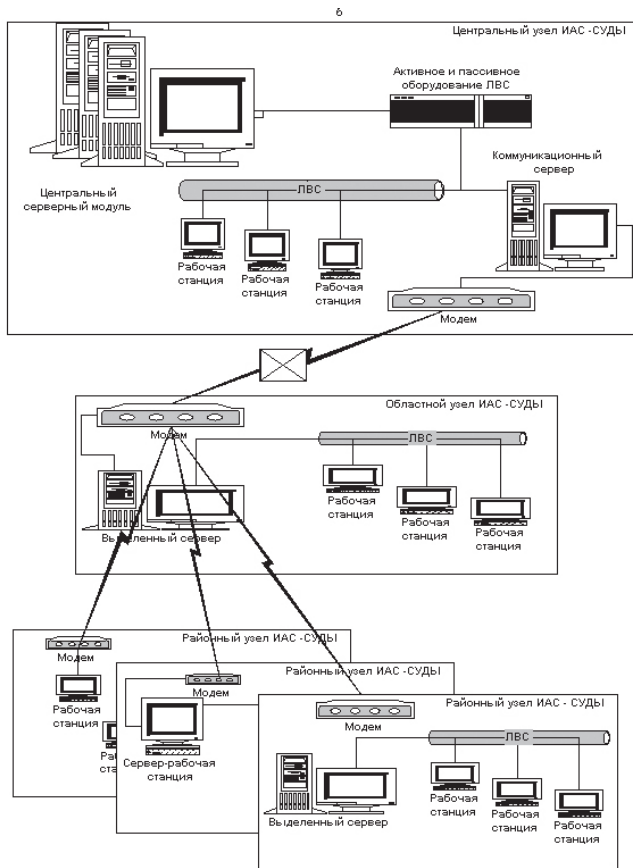 6
Центральный узел ИАС -СУДЫ
Активное и пассивное
оборудование ЛВС
Коммуникационный
сервер
Центральный
серверный модуль
ЛВС
Рабочая
станция
Рабочая
станция
Рабочая
станция
Модем
Областной узел ИАС -СУДЫ
Модем
ЛВС
Рабочая
станция
Рабочая
станция
Рабочая
станция
Выделенный сервер
Районный узел ИАС -СУДЫ
Модем
Рабочая
станция
Районный узел ИАС -СУДЫ
Модем
Сервер-рабочая
станция
Районный узел ИАС - СУДЫ
Модем
ЛВС
Рабочая
станция
Рабочая
станция
Рабочая
станция
Выделенный сервер